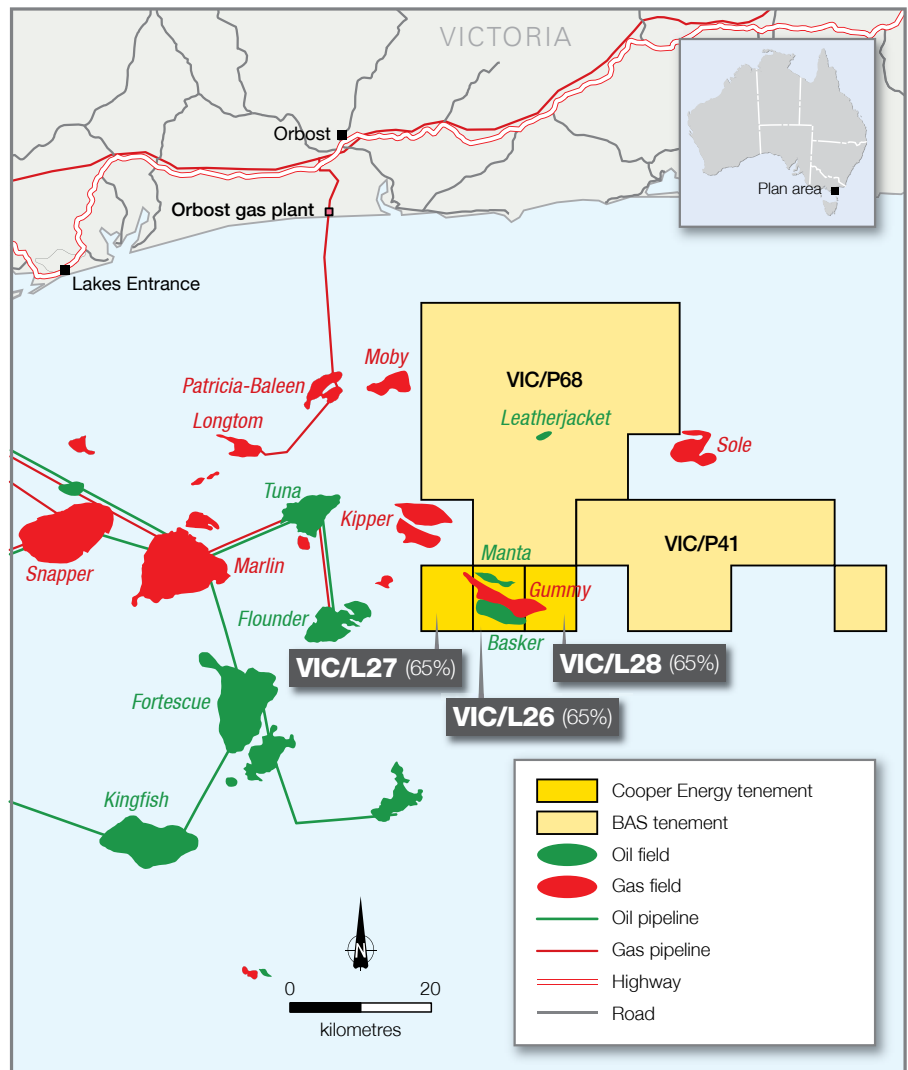 VICTORIA
Orbost
Plan area
Orbost gas plant
Lakes Entrance
Moby
Patricia-Baleen
VIC/P68
Longtom
Leatherjacket
Sole
Tuna
Kipper
VIC/P41
Manta
Snapper
Marlin
Gummy
Flounder
Basker
VIC/L27 (65%)
VIC/L28 (65%)
Fortescue
VIC/L26 (65%)
Kingfish
Cooper Energy tenement
BAS tenement
Oil field
Gas field
Oil pipeline
Gas pipeline
Highway
Road
N
0 20
kilometres